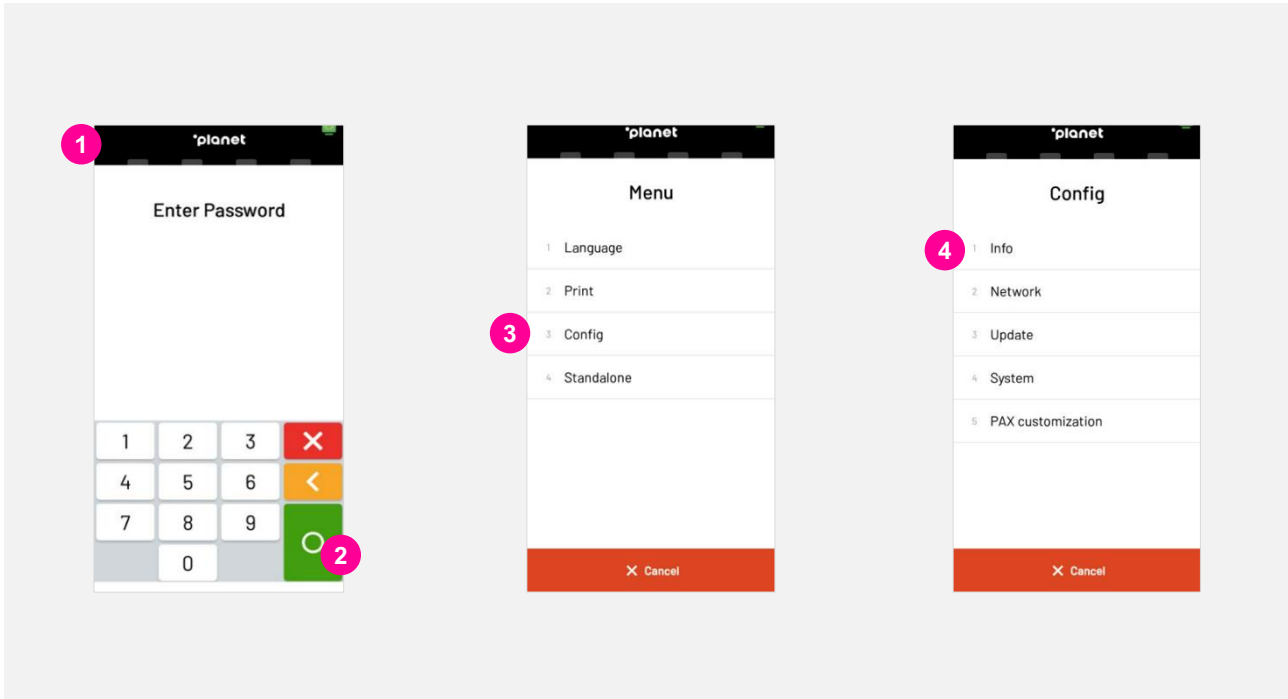 1
planet
Enter Password
1 2 3
4 5 6
7 8 9
0
2
planet
Menu
1 Language
2 Print
3
3 Config
4 Standalone
Cancel
planet
Config
4
1 Info
2 Network
3 Update
4 System
5 PAX customization
Cancel